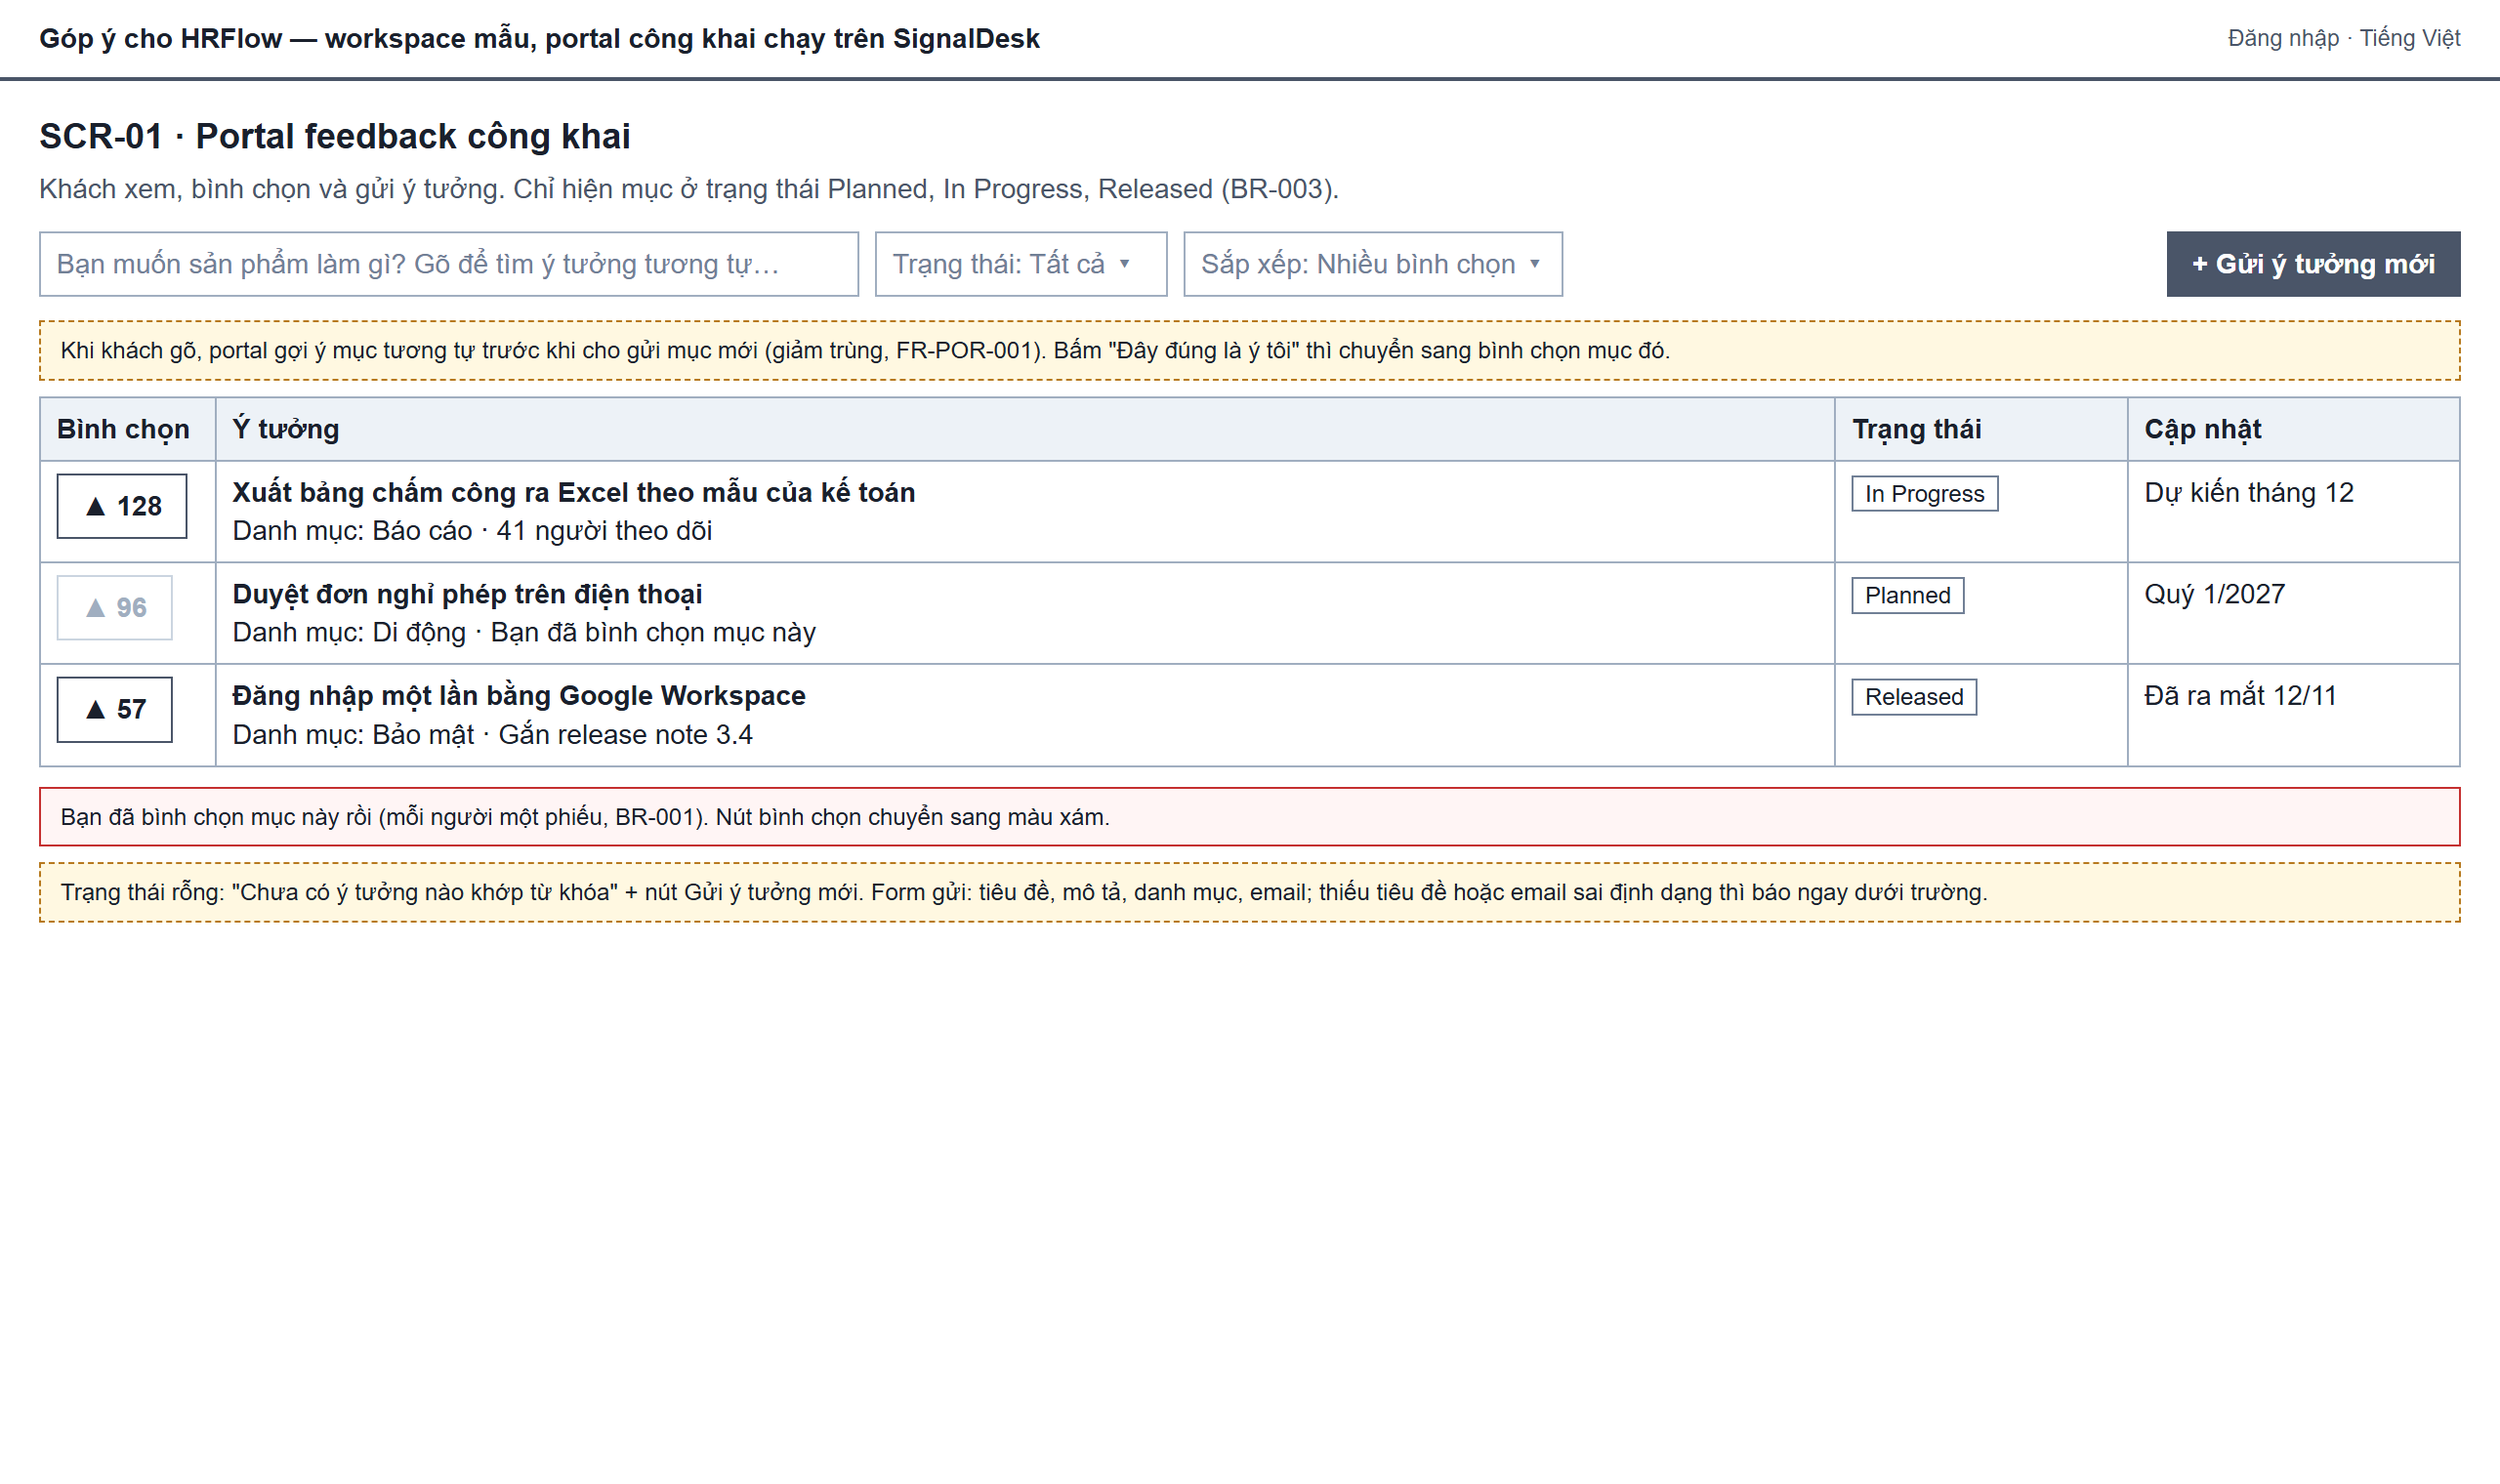 Góp ý cho HRFlow — workspace mẫu, portal công khai chạy trên SignalDesk
Đăng nhập · Tiếng Việt
SCR-01 · Portal feedback công khai
Khách xem, bình chọn và gửi ý tưởng. Chỉ hiện mục ở trạng thái Planned, In Progress, Released (BR-003).
Bạn muốn sản phẩm làm gì? Gõ để tìm ý tưởng tương tự…
Trạng thái: Tất cả ▾
Sắp xếp: Nhiều bình chọn ▾
+ Gửi ý tưởng mới
Khi khách gõ, portal gợi ý mục tương tự trước khi cho gửi mục mới (giảm trùng, FR-POR-001). Bấm "Đây đúng là ý tôi" thì chuyển sang bình chọn mục đó.
Bình chọn
Ý tưởng
Trạng thái
Cập nhật
▲ 128
Xuất bảng chấm công ra Excel theo mẫu của kế toán
Danh mục: Báo cáo · 41 người theo dõi
In Progress
Dự kiến tháng 12
▲ 96
Duyệt đơn nghỉ phép trên điện thoại
Danh mục: Di động · Bạn đã bình chọn mục này
Planned
Quý 1/2027
▲ 57
Đăng nhập một lần bằng Google Workspace
Danh mục: Bảo mật · Gắn release note 3.4
Released
Đã ra mắt 12/11
Bạn đã bình chọn mục này rồi (mỗi người một phiếu, BR-001). Nút bình chọn chuyển sang màu xám.
Trạng thái rỗng: "Chưa có ý tưởng nào khớp từ khóa" + nút Gửi ý tưởng mới. Form gửi: tiêu đề, mô tả, danh mục, email; thiếu tiêu đề hoặc email sai định dạng thì báo ngay dưới trường.